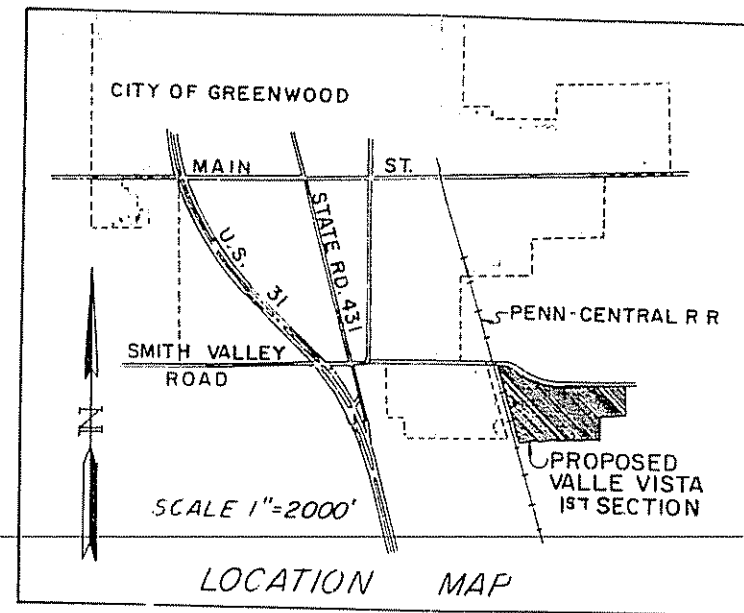 CITY OF GREENWOOD
MAIN ST.
STATE RD. 431
U.S. 31
PENN-CENTRAL R R
SMITH VALLEY
ROAD
N
PROPOSED
VALLE VISTA
1ST SECTION
SCALE 1"=2000'
LOCATION MAP